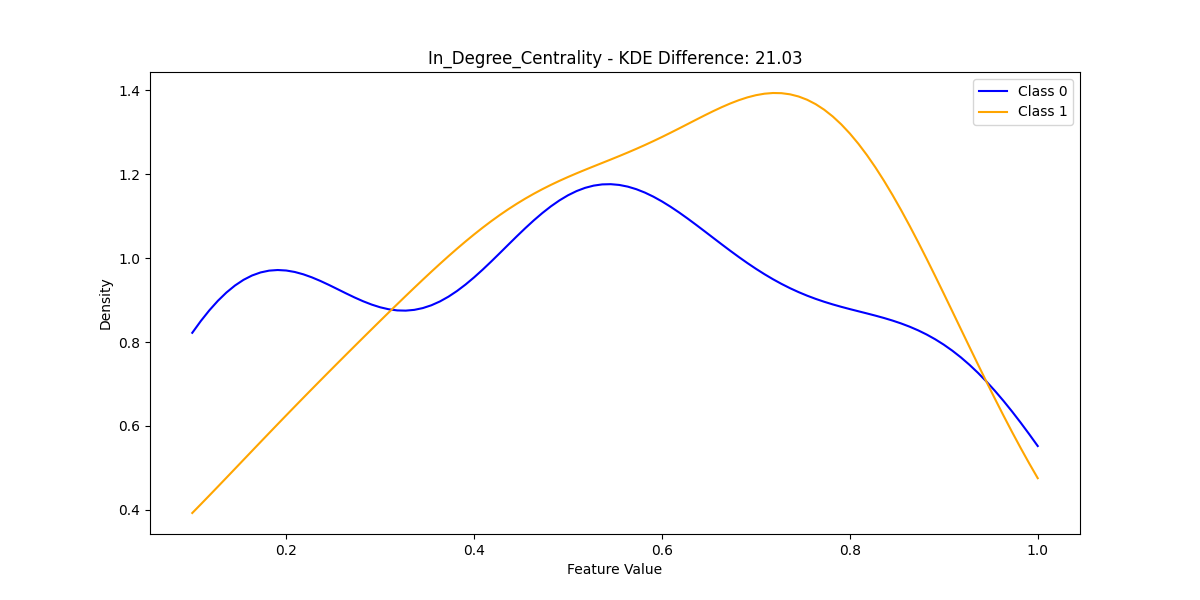 In_Degree_Centrality - KDE Difference: 21.03
Class 0
Class 1
Density
1.4
1.2
1.0
0.8
0.6
0.4
0.2
0.4
0.6
0.8
1.0
Feature Value